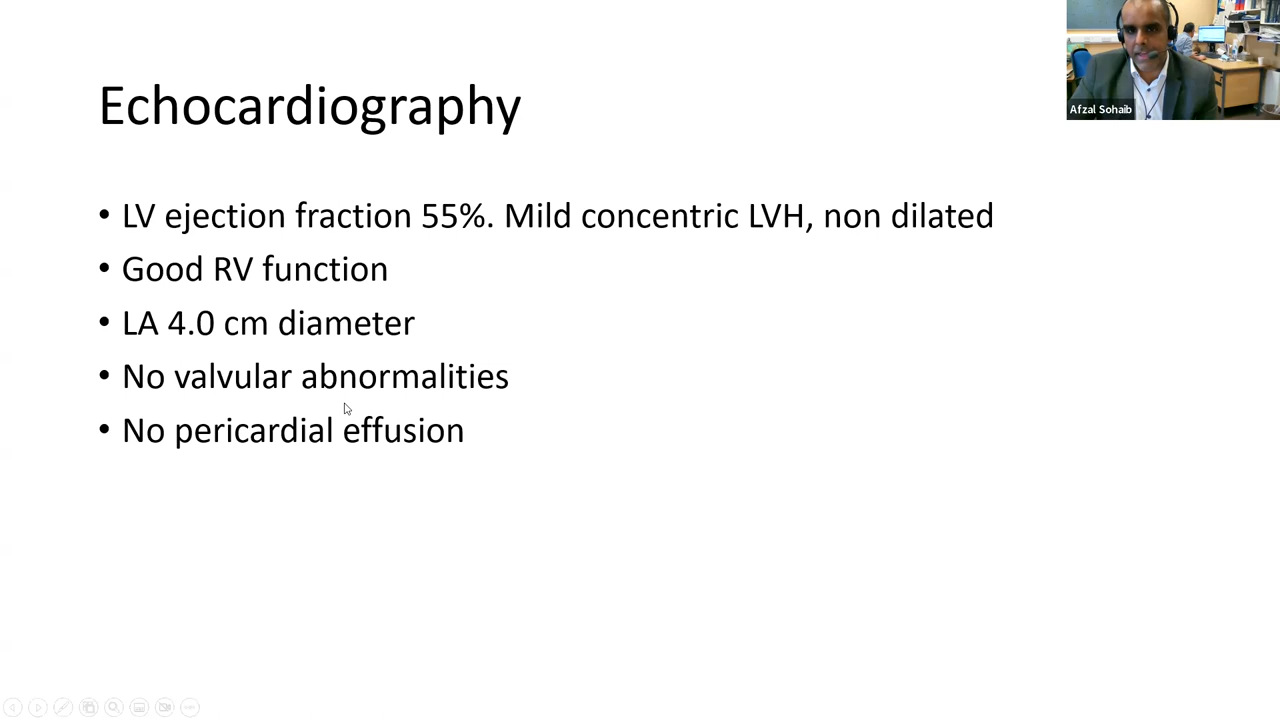 Echocardiography
Afzal Sohaib
• LV ejection fraction 55%. Mild concentric LVH, non dilated
• Good RV function
• LA 4.0 cm diameter
• No valvular abnormalities
• No pericardial effusion